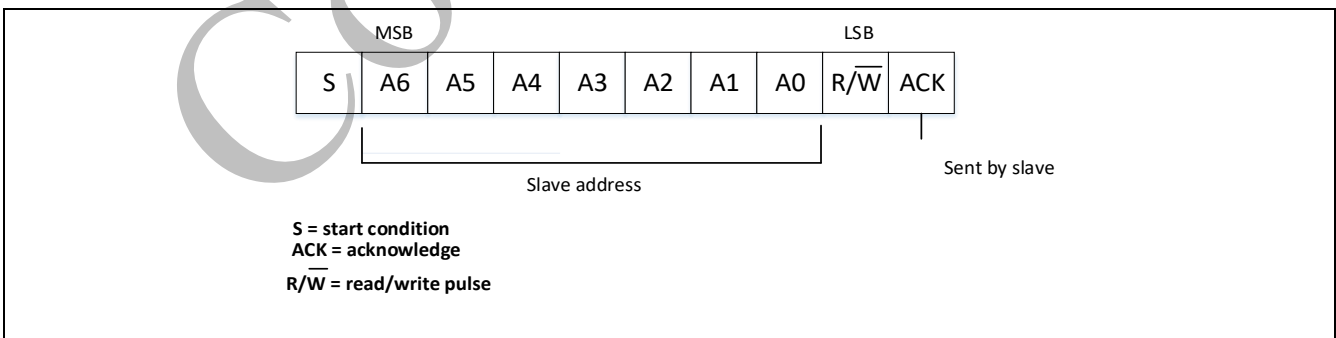 MSB LSB
S A6 A5 A4 A3 A2 A1 A0 R/W̅ ACK
Slave address
Sent by slave
S = start condition
ACK = acknowledge
R/W̅ = read/write pulse